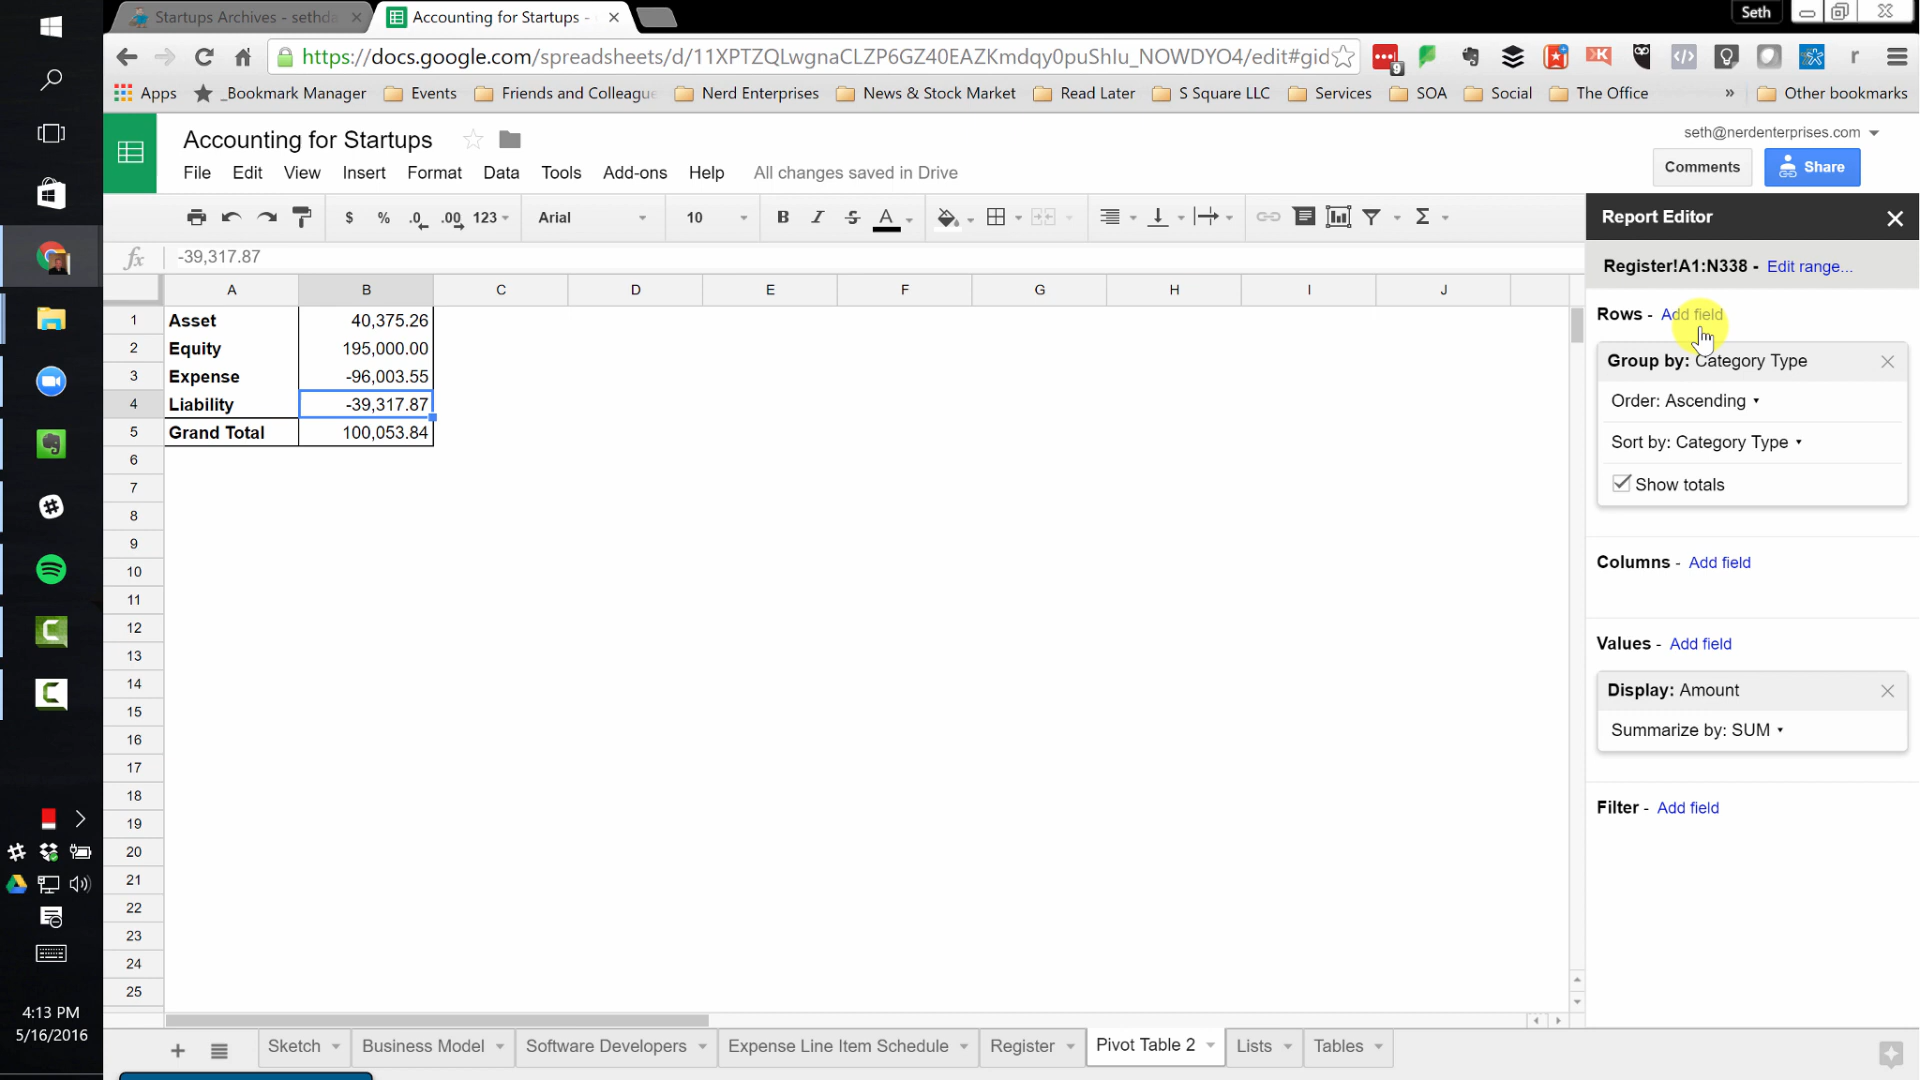 Startups Archives - sethda
Accounting for Startups -
Seth
https://docs.google.com/spreadsheets/d/11XPTZQLwgnaCLZP6GZ40EAZKmdqy0puShlu_NOWDYO4/edit#gid
9
Apps
_Bookmark Manager
Events
Friends and Colleague
Nerd Enterprises
News & Stock Market
Read Later
S Square LLC
Services
SOA
Social
The Office
»
Other bookmarks
Accounting for Startups
seth@nerdenterprises.com
File Edit View Insert Format Data Tools Add-ons Help All changes saved in Drive
Comments
Share
$ % .0 .00 123 Arial 10 B I S A Σ
fx -39,317.87
A B C D E F G H I J
1 Asset 40,375.26
2 Equity 195,000.00
3 Expense -96,003.55
4 Liability -39,317.87
5 Grand Total 100,053.84
6
7
8
9
10
11
12
13
14
15
16
17
18
19
20
21
22
23
24
25
Report Editor
Register!A1:N338 - Edit range...
Rows - Add field
Group by: Category Type
Order: Ascending
Sort by: Category Type
Show totals
Columns - Add field
Values - Add field
Display: Amount
Summarize by: SUM
Filter - Add field
Sketch
Business Model
Software Developers
Expense Line Item Schedule
Register
Pivot Table 2
Lists
Tables
4:13 PM
5/16/2016